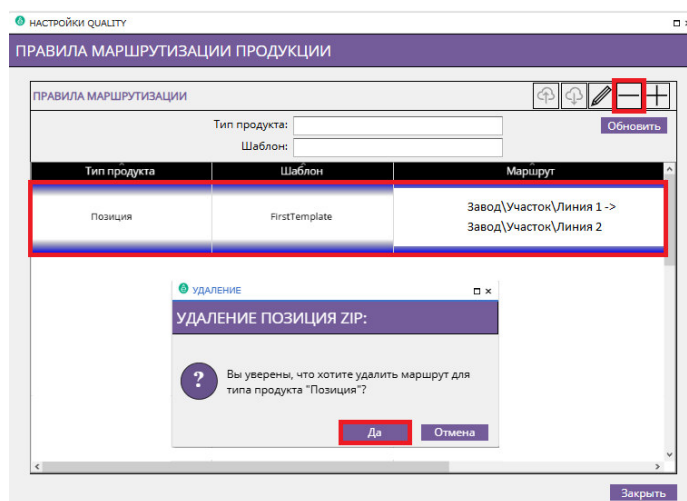 НАСТРОЙКИ QUALITY
ПРАВИЛА МАРШРУТИЗАЦИИ ПРОДУКЦИИ
ПРАВИЛА МАРШРУТИЗАЦИИ
Тип продукта:
Обновить
Шаблон:
Тип продукта Шаблон Маршрут
Позиция FirstTemplate Завод\Участок\Линия 1 ->
Завод\Участок\Линия 2
УДАЛЕНИЕ
УДАЛЕНИЕ ПОЗИЦИЯ ZIP:
Вы уверены, что хотите удалить маршрут для
типа продукта "Позиция"?
Да Отмена
Закрыть